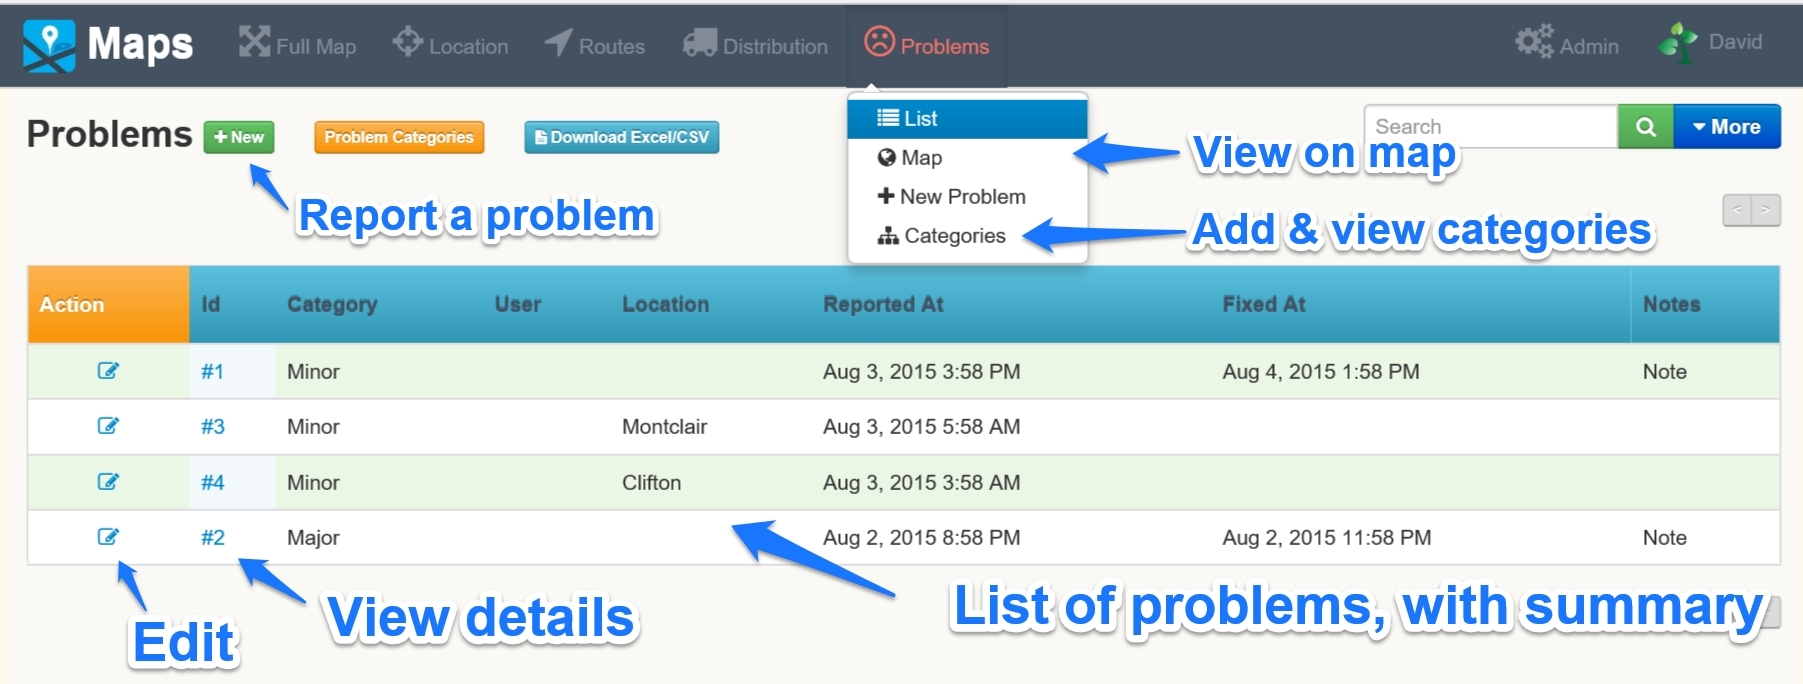 Maps Full Map Location Routes Distribution Problems Admin David
Problems + New Problem Categories Download Excel/CSV
List
Map
+ New Problem
Categories
Search
More
View on map
Report a problem
Add & view categories
< >
Action Id Category User Location Reported At Fixed At Notes
#1 Minor Aug 3, 2015 3:58 PM Aug 4, 2015 1:58 PM Note
#3 Minor Montclair Aug 3, 2015 5:58 AM
#4 Minor Clifton Aug 3, 2015 3:58 AM
#2 Major Aug 2, 2015 8:58 PM Aug 2, 2015 11:58 PM Note
Edit
View details
List of problems, with summary